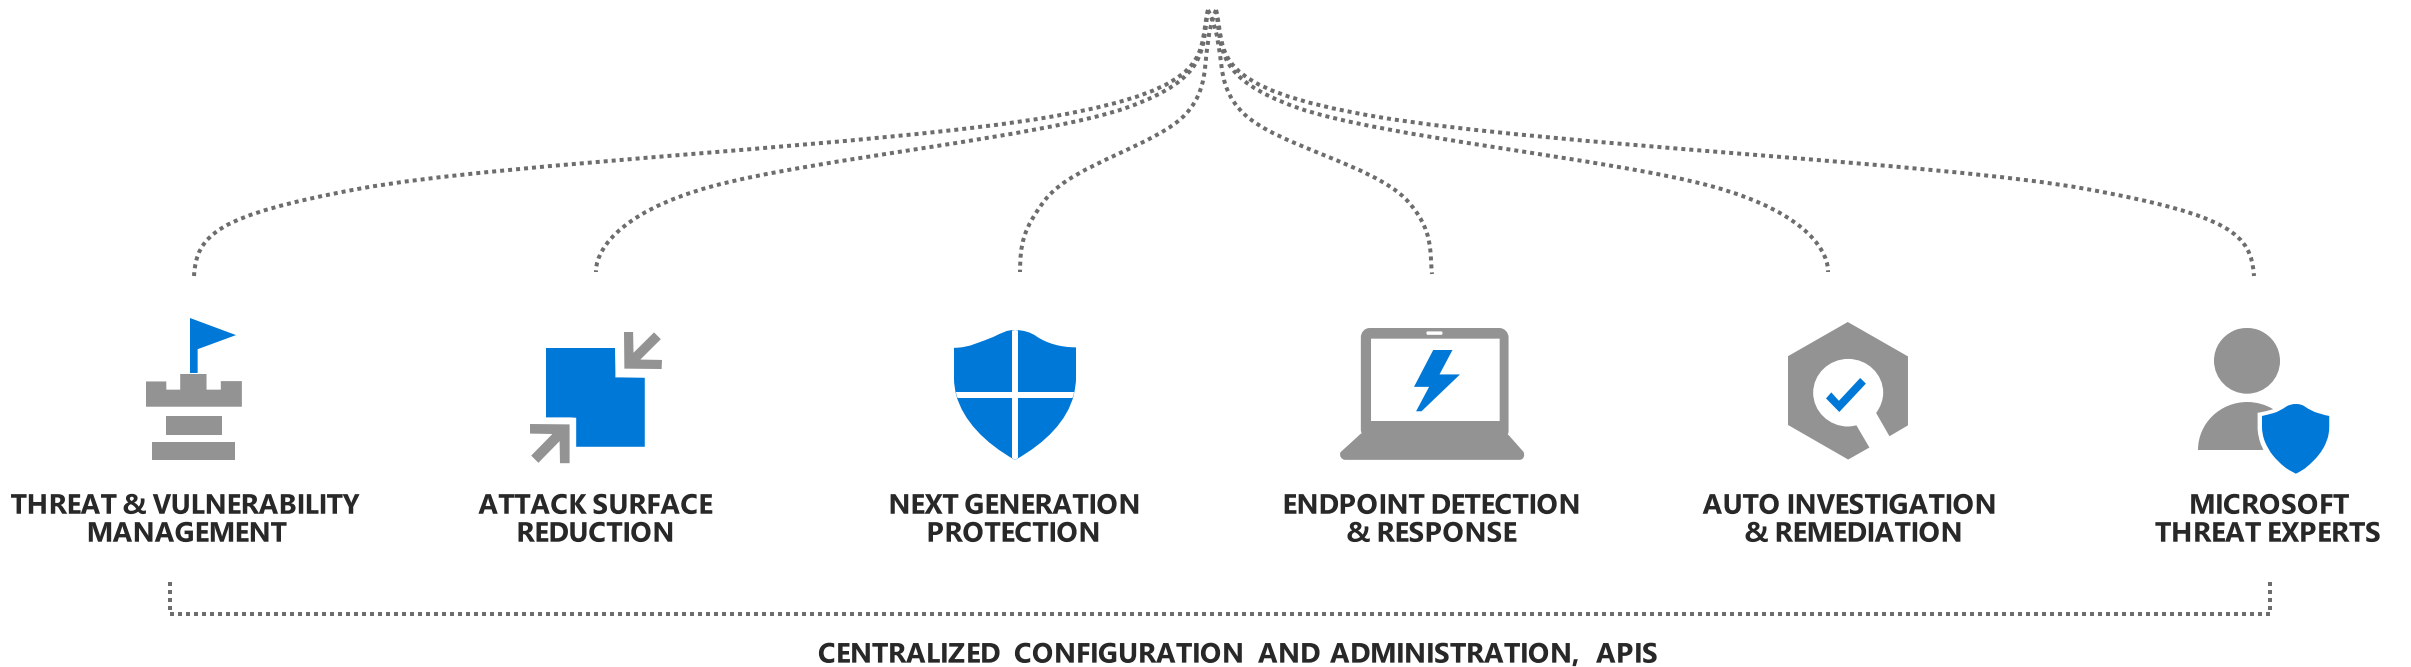 THREAT & VULNERABILITY
MANAGEMENT
ATTACK SURFACE
REDUCTION
NEXT GENERATION
PROTECTION
ENDPOINT DETECTION
& RESPONSE
AUTO INVESTIGATION
& REMEDIATION
MICROSOFT
THREAT EXPERTS
CENTRALIZED CONFIGURATION AND ADMINISTRATION, APIS